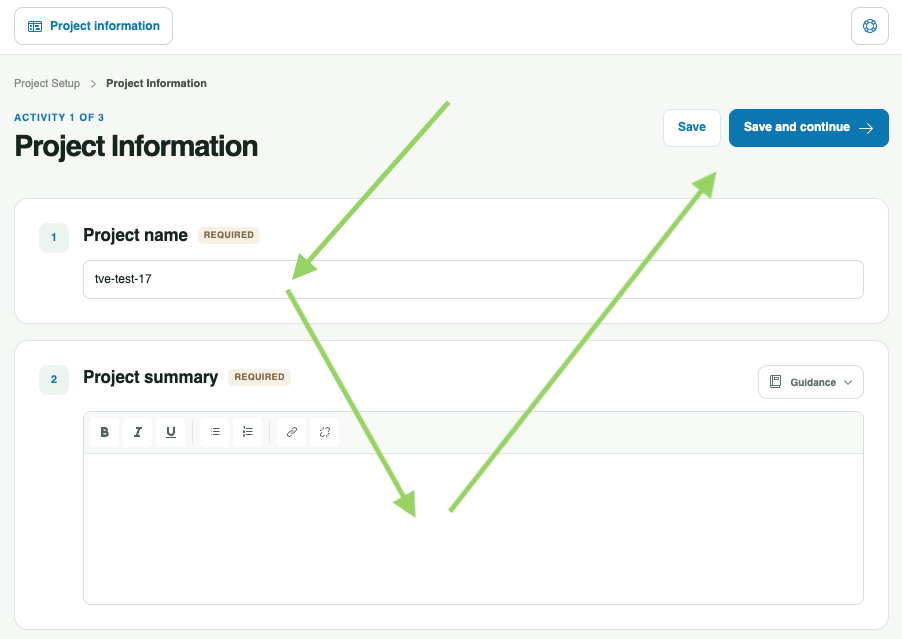 Project information
Project Setup > Project Information
ACTIVITY 1 OF 3
Project Information
Save
Save and continue →
1
Project name REQUIRED
tve-test-17
2
Project summary REQUIRED
Guidance
B I U